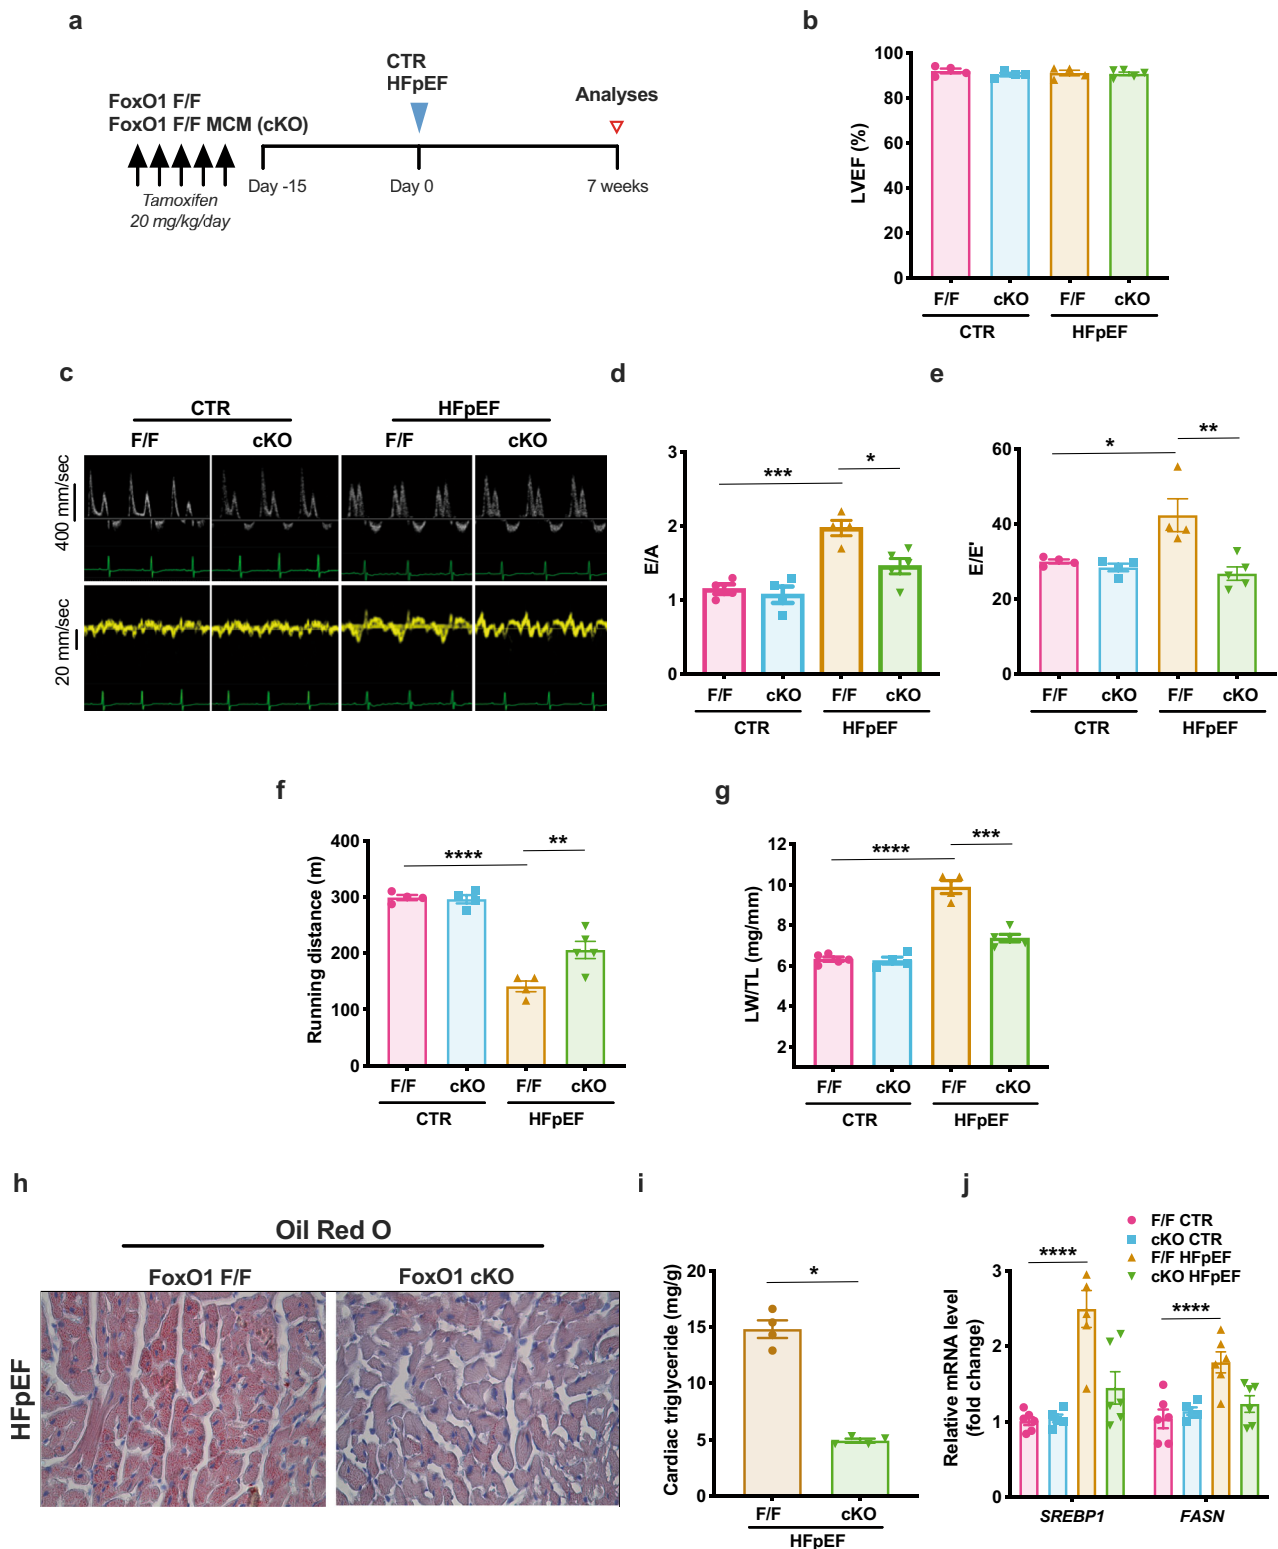 a
CTR
HFpEF
Analyses
FoxO1 F/F
FoxO1 F/F MCM (cKO)
Day -15
Day 0
7 weeks
Tamoxifen
20 mg/kg/day
b
LVEF (%)
100
80
60
40
20
0
F/F cKO F/F cKO
CTR HFpEF
c
CTR HFpEF
F/F cKO F/F cKO
400 mm/sec
20 mm/sec
d
E/A
3
2
1
0
*** *
F/F cKO F/F cKO
CTR HFpEF
e
E/E'
60
40
20
0
* **
F/F cKO F/F cKO
CTR HFpEF
f
Running distance (m)
400
300
200
100
0
**** **
F/F cKO F/F cKO
CTR HFpEF
g
LW/TL (mg/mm)
12
10
8
6
4
2
**** ***
F/F cKO F/F cKO
CTR HFpEF
h
Oil Red O
FoxO1 F/F FoxO1 cKO
HFpEF
i
Cardiac triglyceride (mg/g)
20
15
10
5
0
*
F/F cKO
HFpEF
j
F/F CTR
cKO CTR
F/F HFpEF
cKO HFpEF
Relative mRNA level
(fold change)
3
2
1
0
**** ****
SREBP1 FASN